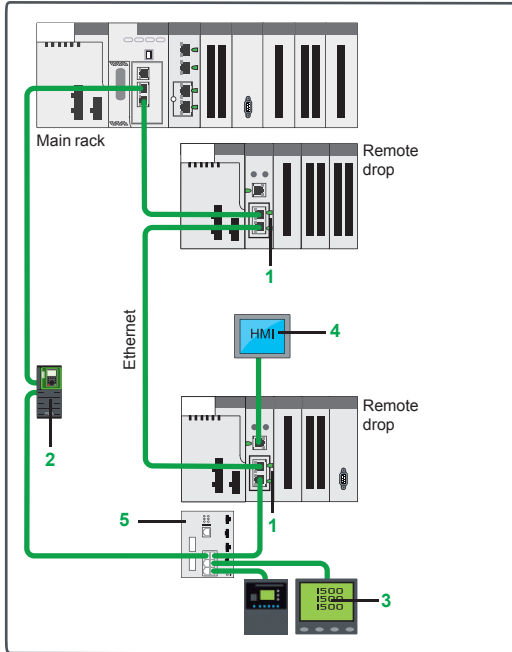 Main rack
Remote
drop
1
Ethernet
HMI
4
2
Remote
drop
5
1
1500
1500
1500
3